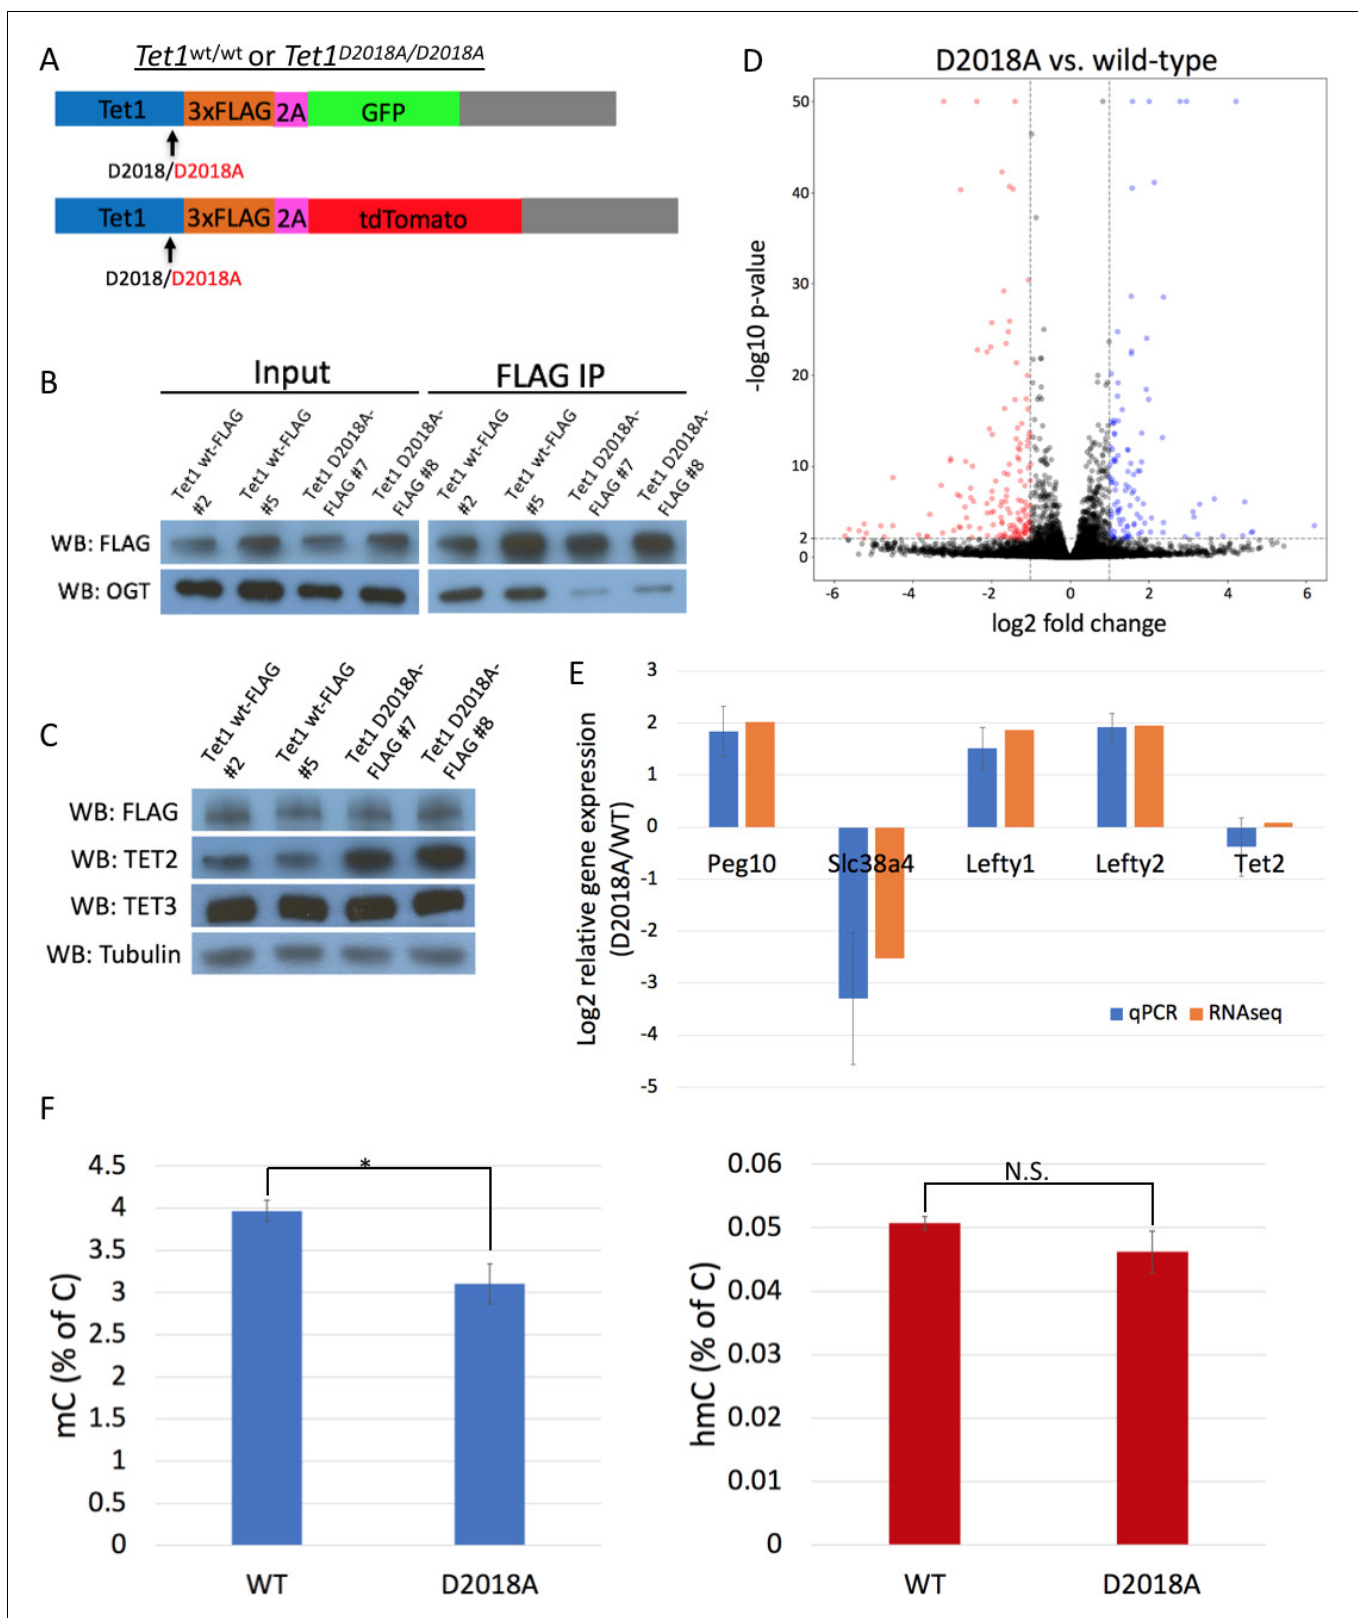 A
Tet1wt/wt or Tet1D2018A/D2018A
Tet1 3xFLAG 2A GFP
D2018/D2018A
Tet1 3xFLAG 2A tdTomato
D2018/D2018A
B
Input FLAG IP
Tet1 wt-FLAG #2
Tet1 wt-FLAG #5
Tet1 D2018A-FLAG #7
Tet1 D2018A-FLAG #8
Tet1 wt-FLAG #2
Tet1 wt-FLAG #5
Tet1 D2018A-FLAG #7
Tet1 D2018A-FLAG #8
WB: FLAG
WB: OGT
C
Tet1 wt-FLAG #2
Tet1 wt-FLAG #5
Tet1 D2018A-FLAG #7
Tet1 D2018A-FLAG #8
WB: FLAG
WB: TET2
WB: TET3
WB: Tubulin
D
D2018A vs. wild-type
-log10 p-value
50
40
30
20
10
2
0
-6 -4 -2 0 2 4 6
log2 fold change
E
Log2 relative gene expression
(D2018A/WT)
3
2
1
0
-1
-2
-3
-4
-5
Peg10 Slc38a4 Lefty1 Lefty2 Tet2
qPCR RNAseq
F
mC (% of C)
4.5
4
3.5
3
2.5
2
1.5
1
0.5
0
*
WT D2018A
hmC (% of C)
0.06
0.05
0.04
0.03
0.02
0.01
0
N.S.
WT D2018A